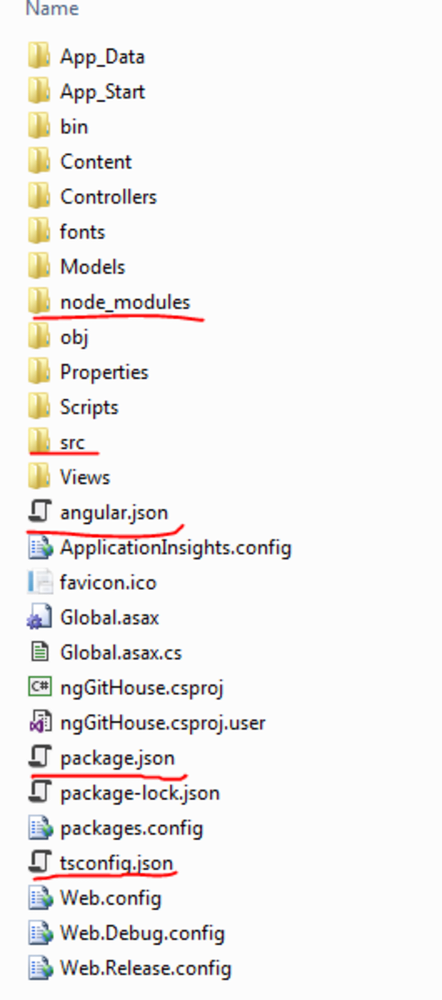 Name
App_Data
App_Start
bin
Content
Controllers
fonts
Models
node_modules
obj
Properties
Scripts
src
Views
angular.json
ApplicationInsights.config
favicon.ico
Global.asax
Global.asax.cs
C# ngGitHouse.csproj
ngGitHouse.csproj.user
package.json
package-lock.json
packages.config
tsconfig.json
Web.config
Web.Debug.config
Web.Release.config